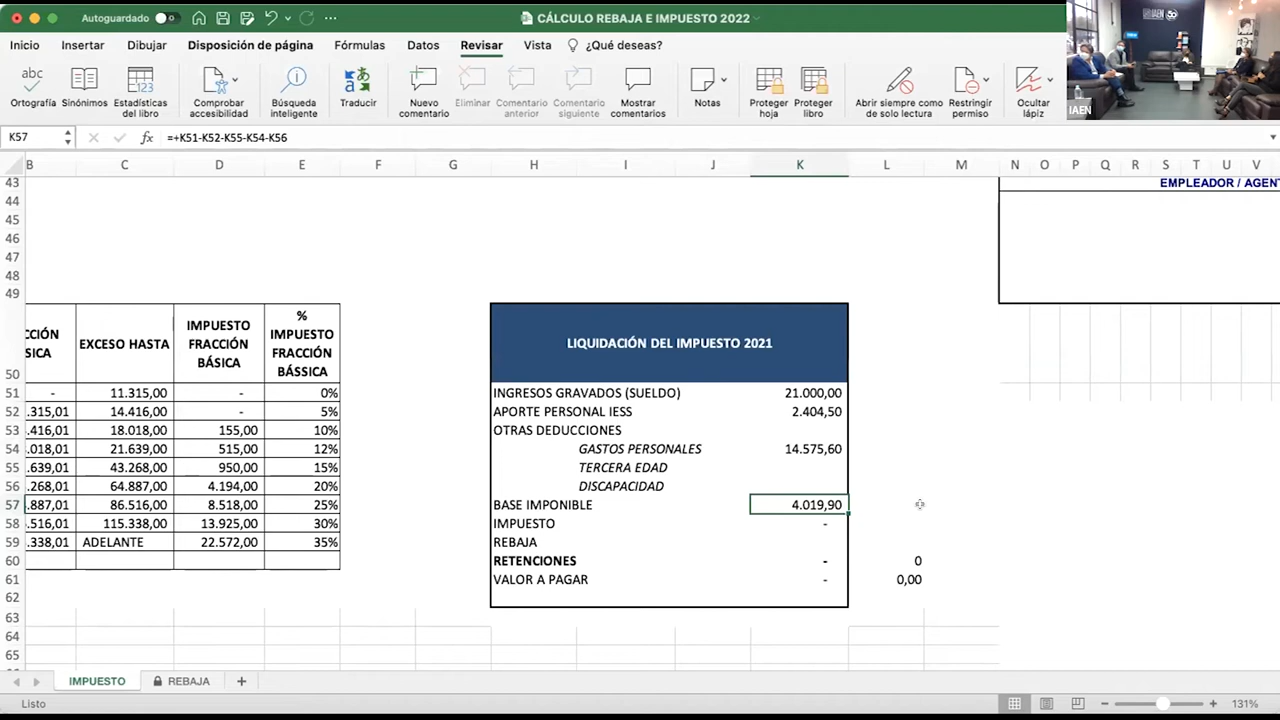 Autoguardado
CÁLCULO REBAJA E IMPUESTO 2022
Inicio Insertar Dibujar Disposición de página Fórmulas Datos Revisar Vista ¿Qué deseas?
abc
123
Ortografía Sinónimos Estadísticas del libro Comprobar accesibilidad Búsqueda inteligente Traducir Nuevo comentario Eliminar Comentario anterior Comentario siguiente Mostrar comentarios Notas Proteger hoja Proteger libro Abrir siempre como de solo lectura Restringir permiso Ocultar lápiz
IAEN
K57 fx =+K51-K52-K55-K54-K56
B C D E F G H I J K L M N O P Q R S T U V
43 EMPLEADOR / AGENT
44
45
46
47
48
49
50 CCIÓN SICA EXCESO HASTA IMPUESTO FRACCIÓN BÁSICA % IMPUESTO FRACCIÓN BÁSSICA LIQUIDACIÓN DEL IMPUESTO 2021
51 - 11.315,00 - 0% INGRESOS GRAVADOS (SUELDO) 21.000,00
52 .315,01 14.416,00 - 5% APORTE PERSONAL IESS 2.404,50
53 .416,01 18.018,00 155,00 10% OTRAS DEDUCCIONES
54 .018,01 21.639,00 515,00 12% GASTOS PERSONALES 14.575,60
55 .639,01 43.268,00 950,00 15% TERCERA EDAD
56 .268,01 64.887,00 4.194,00 20% DISCAPACIDAD
57 .887,01 86.516,00 8.518,00 25% BASE IMPONIBLE 4.019,90
58 .516,01 115.338,00 13.925,00 30% IMPUESTO -
59 .338,01 ADELANTE 22.572,00 35% REBAJA
60 RETENCIONES - 0
61 VALOR A PAGAR - 0,00
62
63
64
65
IMPUESTO REBAJA +
Listo 131%